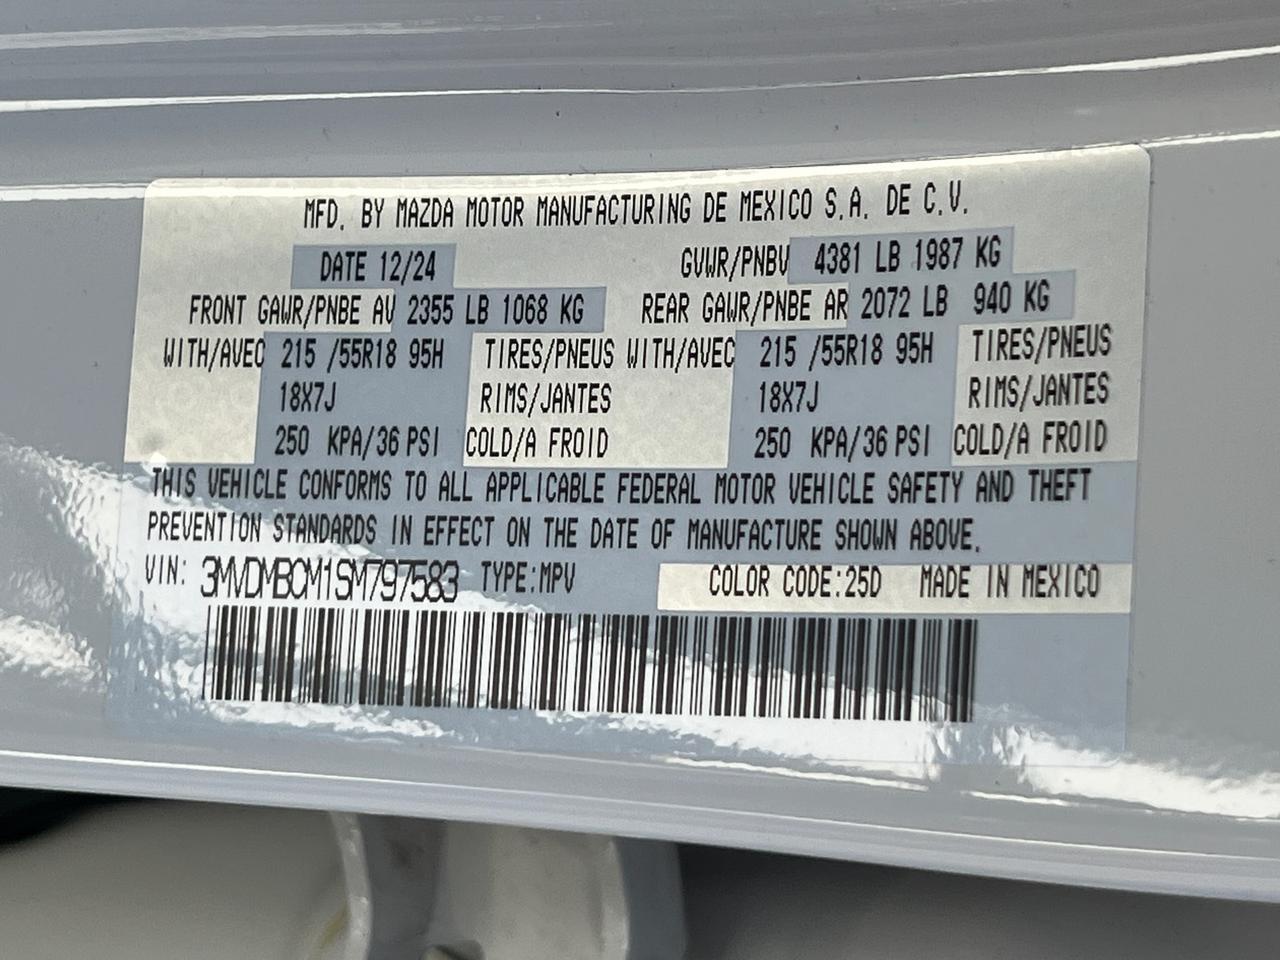 MFD. BY MAZDA MOTOR MANUFACTURING DE MEXICO S.A. DE C.V.
DATE 12/24 GVWR/PNBV 4381 LB 1987 KG
FRONT GAWR/PNBE AV 2355 LB 1068 KG REAR GAWR/PNBE AR 2072 LB 940 KG
WITH/AVEC 215 /55R18 95H TIRES/PNEUS WITH/AVEC 215 /55R18 95H TIRES/PNEUS
18X7J RIMS/JANTES 18X7J RIMS/JANTES
250 KPA/36 PSI COLD/A FROID 250 KPA/36 PSI COLD/A FROID
THIS VEHICLE CONFORMS TO ALL APPLICABLE FEDERAL MOTOR VEHICLE SAFETY AND THEFT
PREVENTION STANDARDS IN EFFECT ON THE DATE OF MANUFACTURE SHOWN ABOVE.
VIN: 3MVDMBCM1SM797583 TYPE:MPV COLOR CODE:25D MADE IN MEXICO